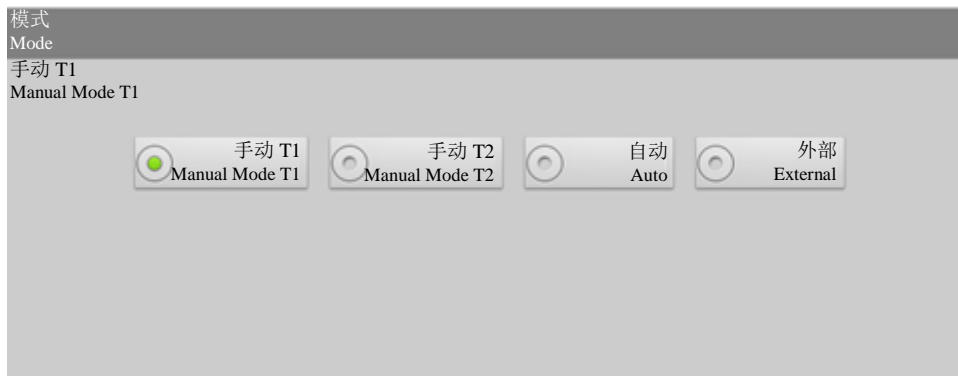 模式
Mode
手动 T1
Manual Mode T1
手动 T1
Manual Mode T1
手动 T2
Manual Mode T2
自动
Auto
外部
External